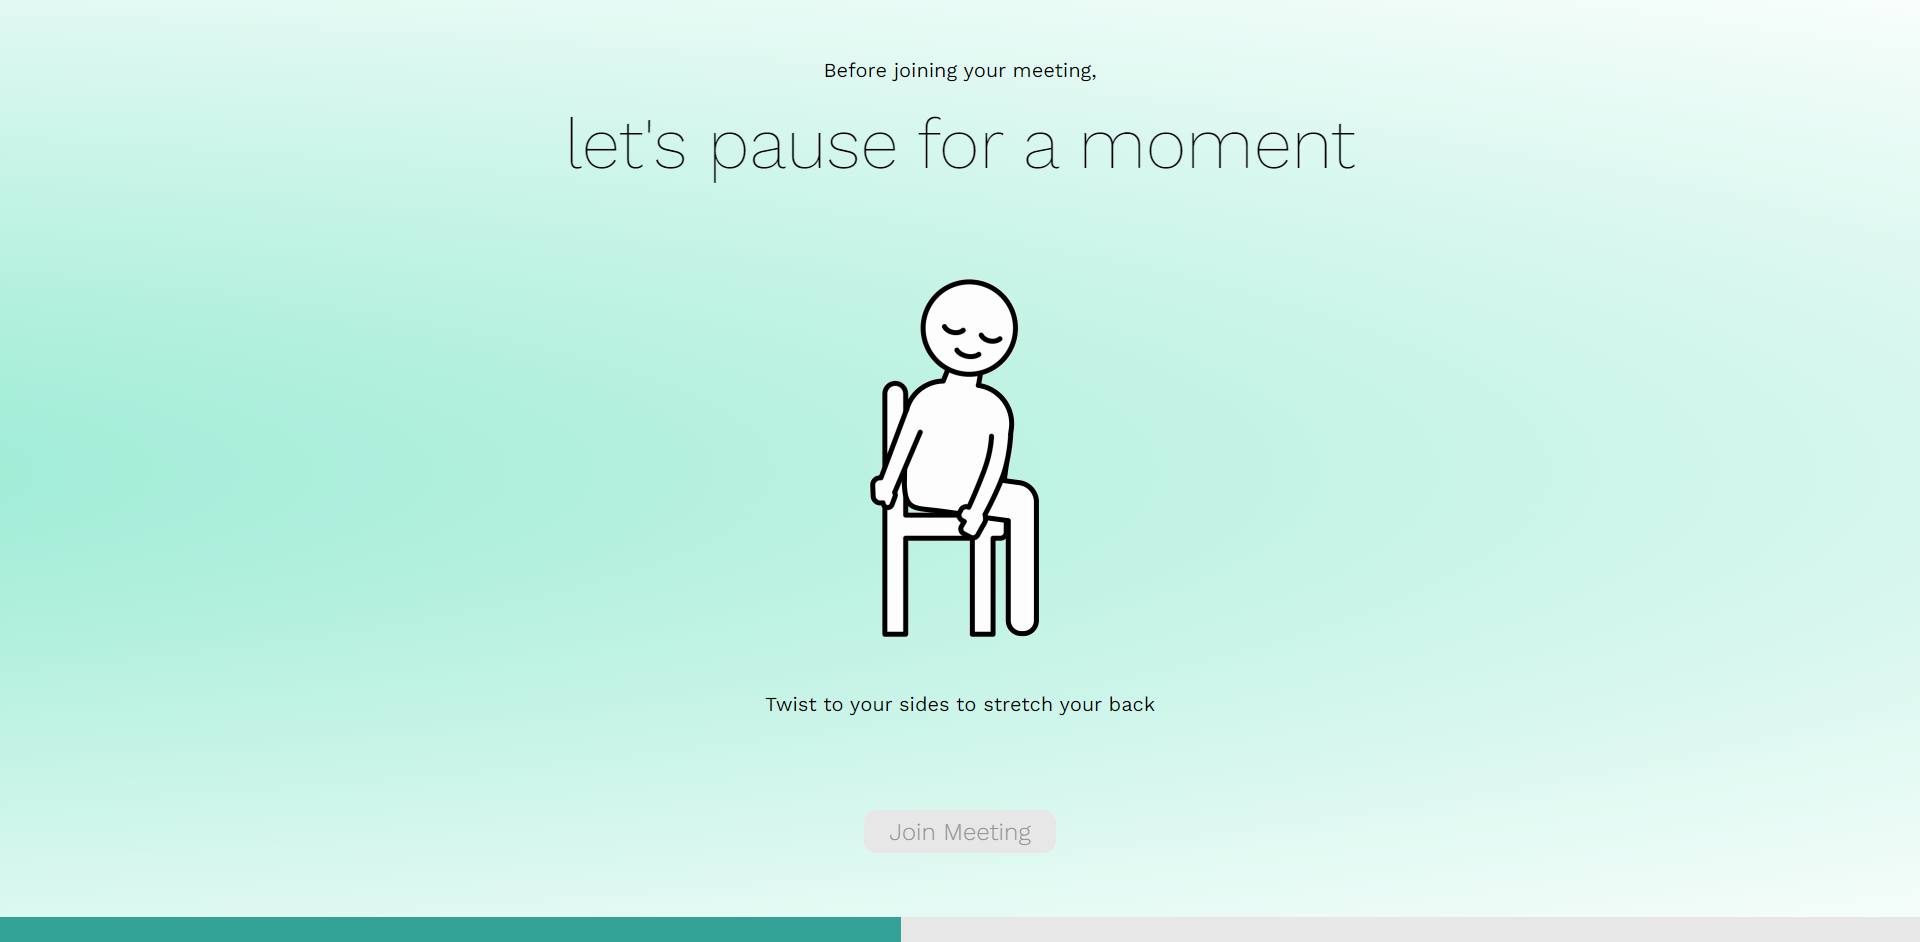 Before joining your meeting,
let's pause for a moment
Twist to your sides to stretch your back
Join Meeting